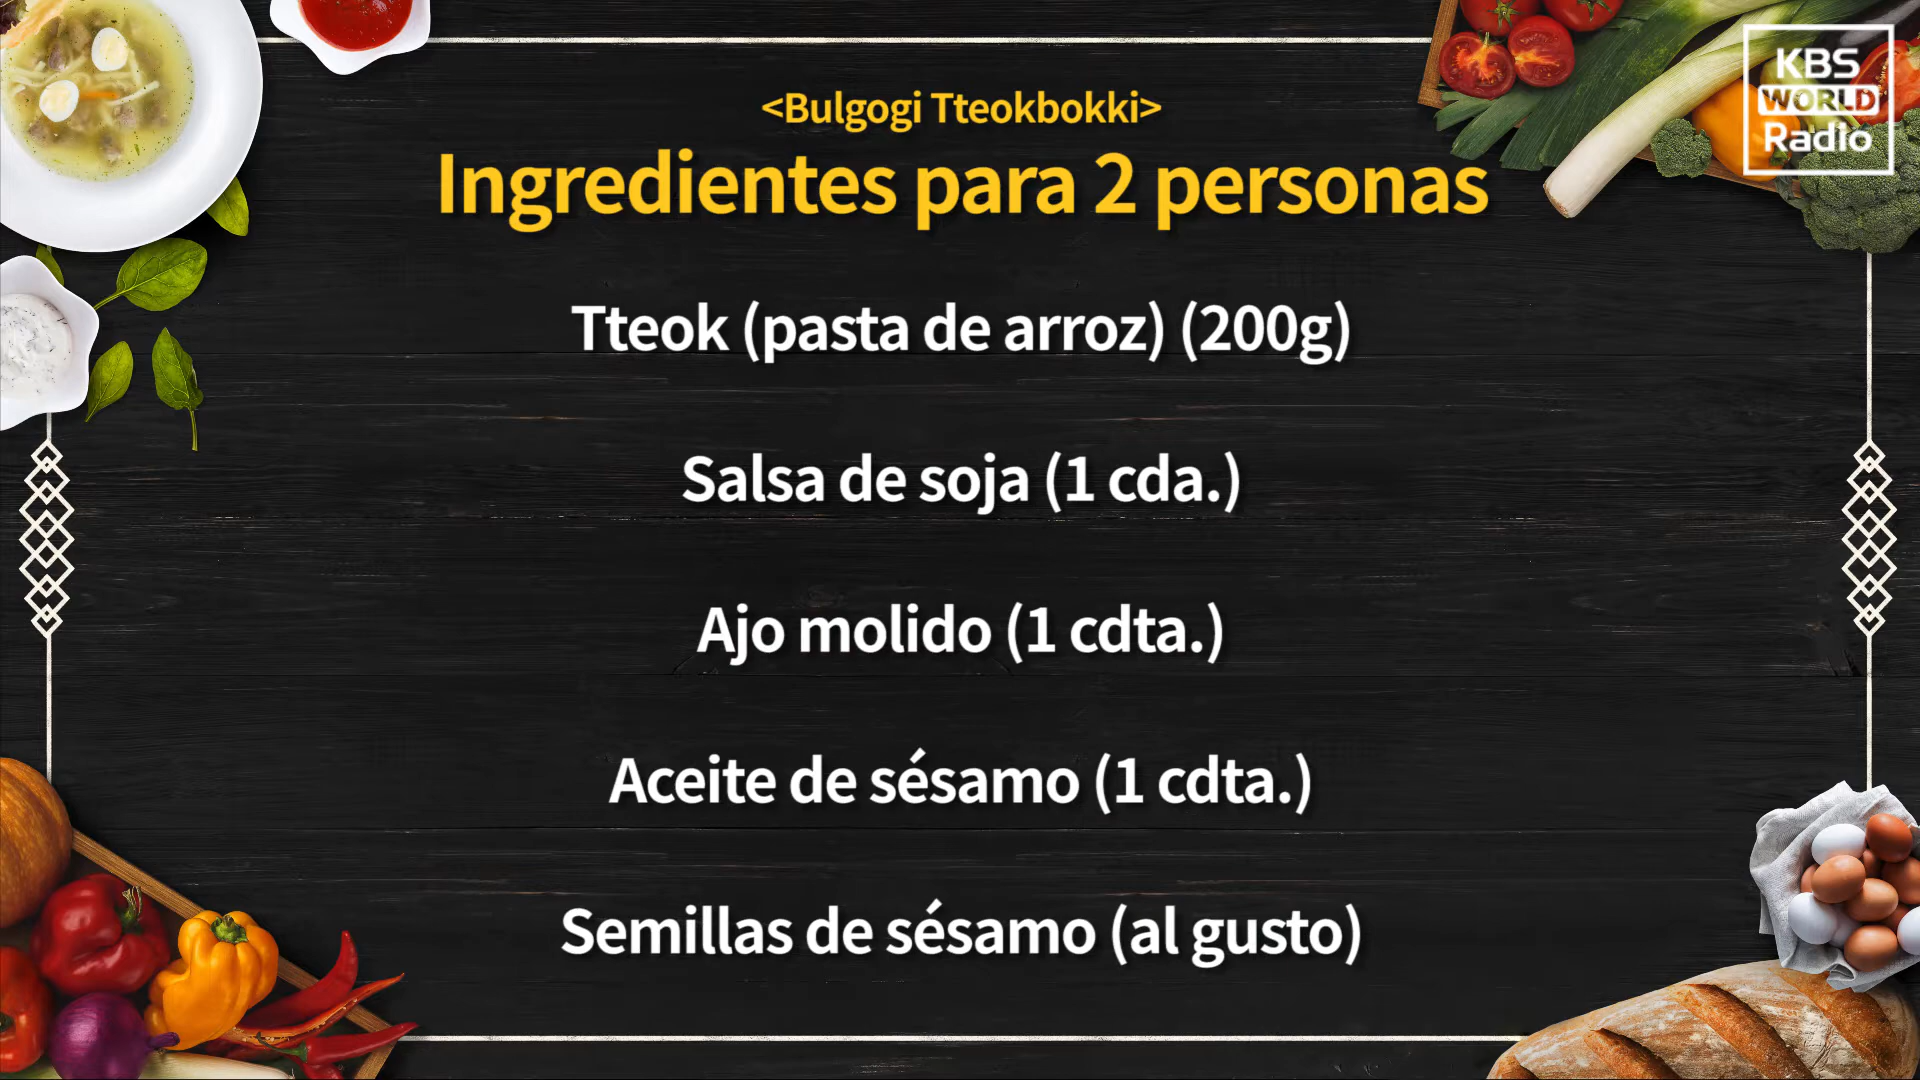 KBS
WORLD
Radio
<Bulgogi Tteokbokki>
Ingredientes para 2 personas
Tteok (pasta de arroz) (200g)
Salsa de soja (1 cda.)
Ajo molido (1 cdta.)
Aceite de sésamo (1 cdta.)
Semillas de sésamo (al gusto)